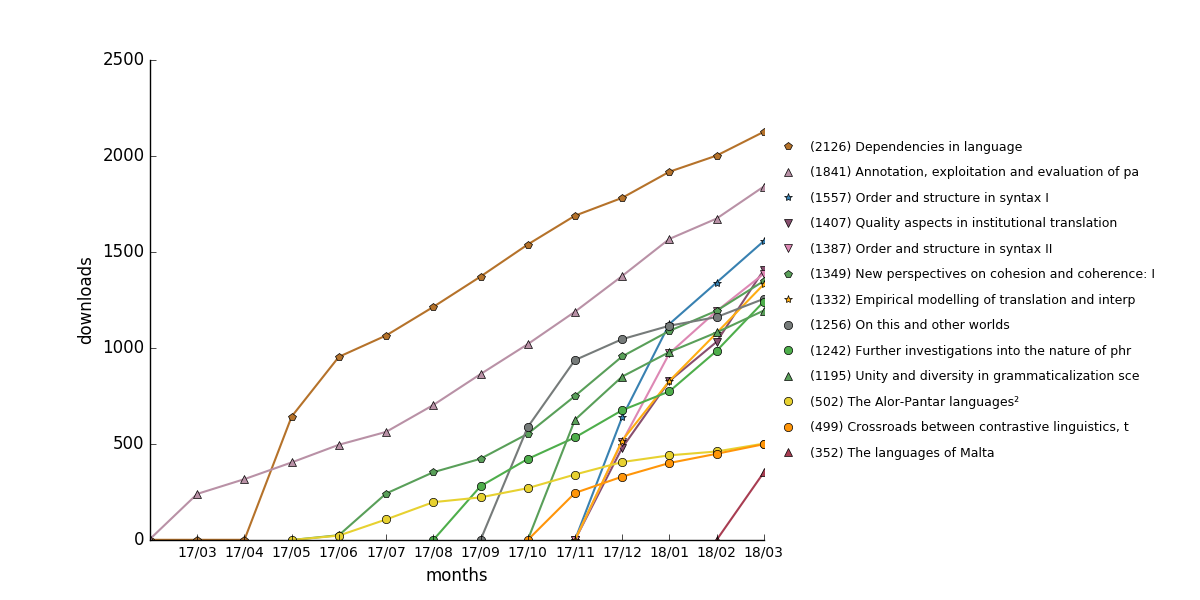 2500
2000
1500
1000
500
0
downloads
17/03 17/04 17/05 17/06 17/07 17/08 17/09 17/10 17/11 17/12 18/01 18/02 18/03
months
(2126) Dependencies in language
(1841) Annotation, exploitation and evaluation of pa
(1557) Order and structure in syntax I
(1407) Quality aspects in institutional translation
(1387) Order and structure in syntax II
(1349) New perspectives on cohesion and coherence: I
(1332) Empirical modelling of translation and interp
(1256) On this and other worlds
(1242) Further investigations into the nature of phr
(1195) Unity and diversity in grammaticalization sce
(502) The Alor-Pantar languages²
(499) Crossroads between contrastive linguistics, t
(352) The languages of Malta